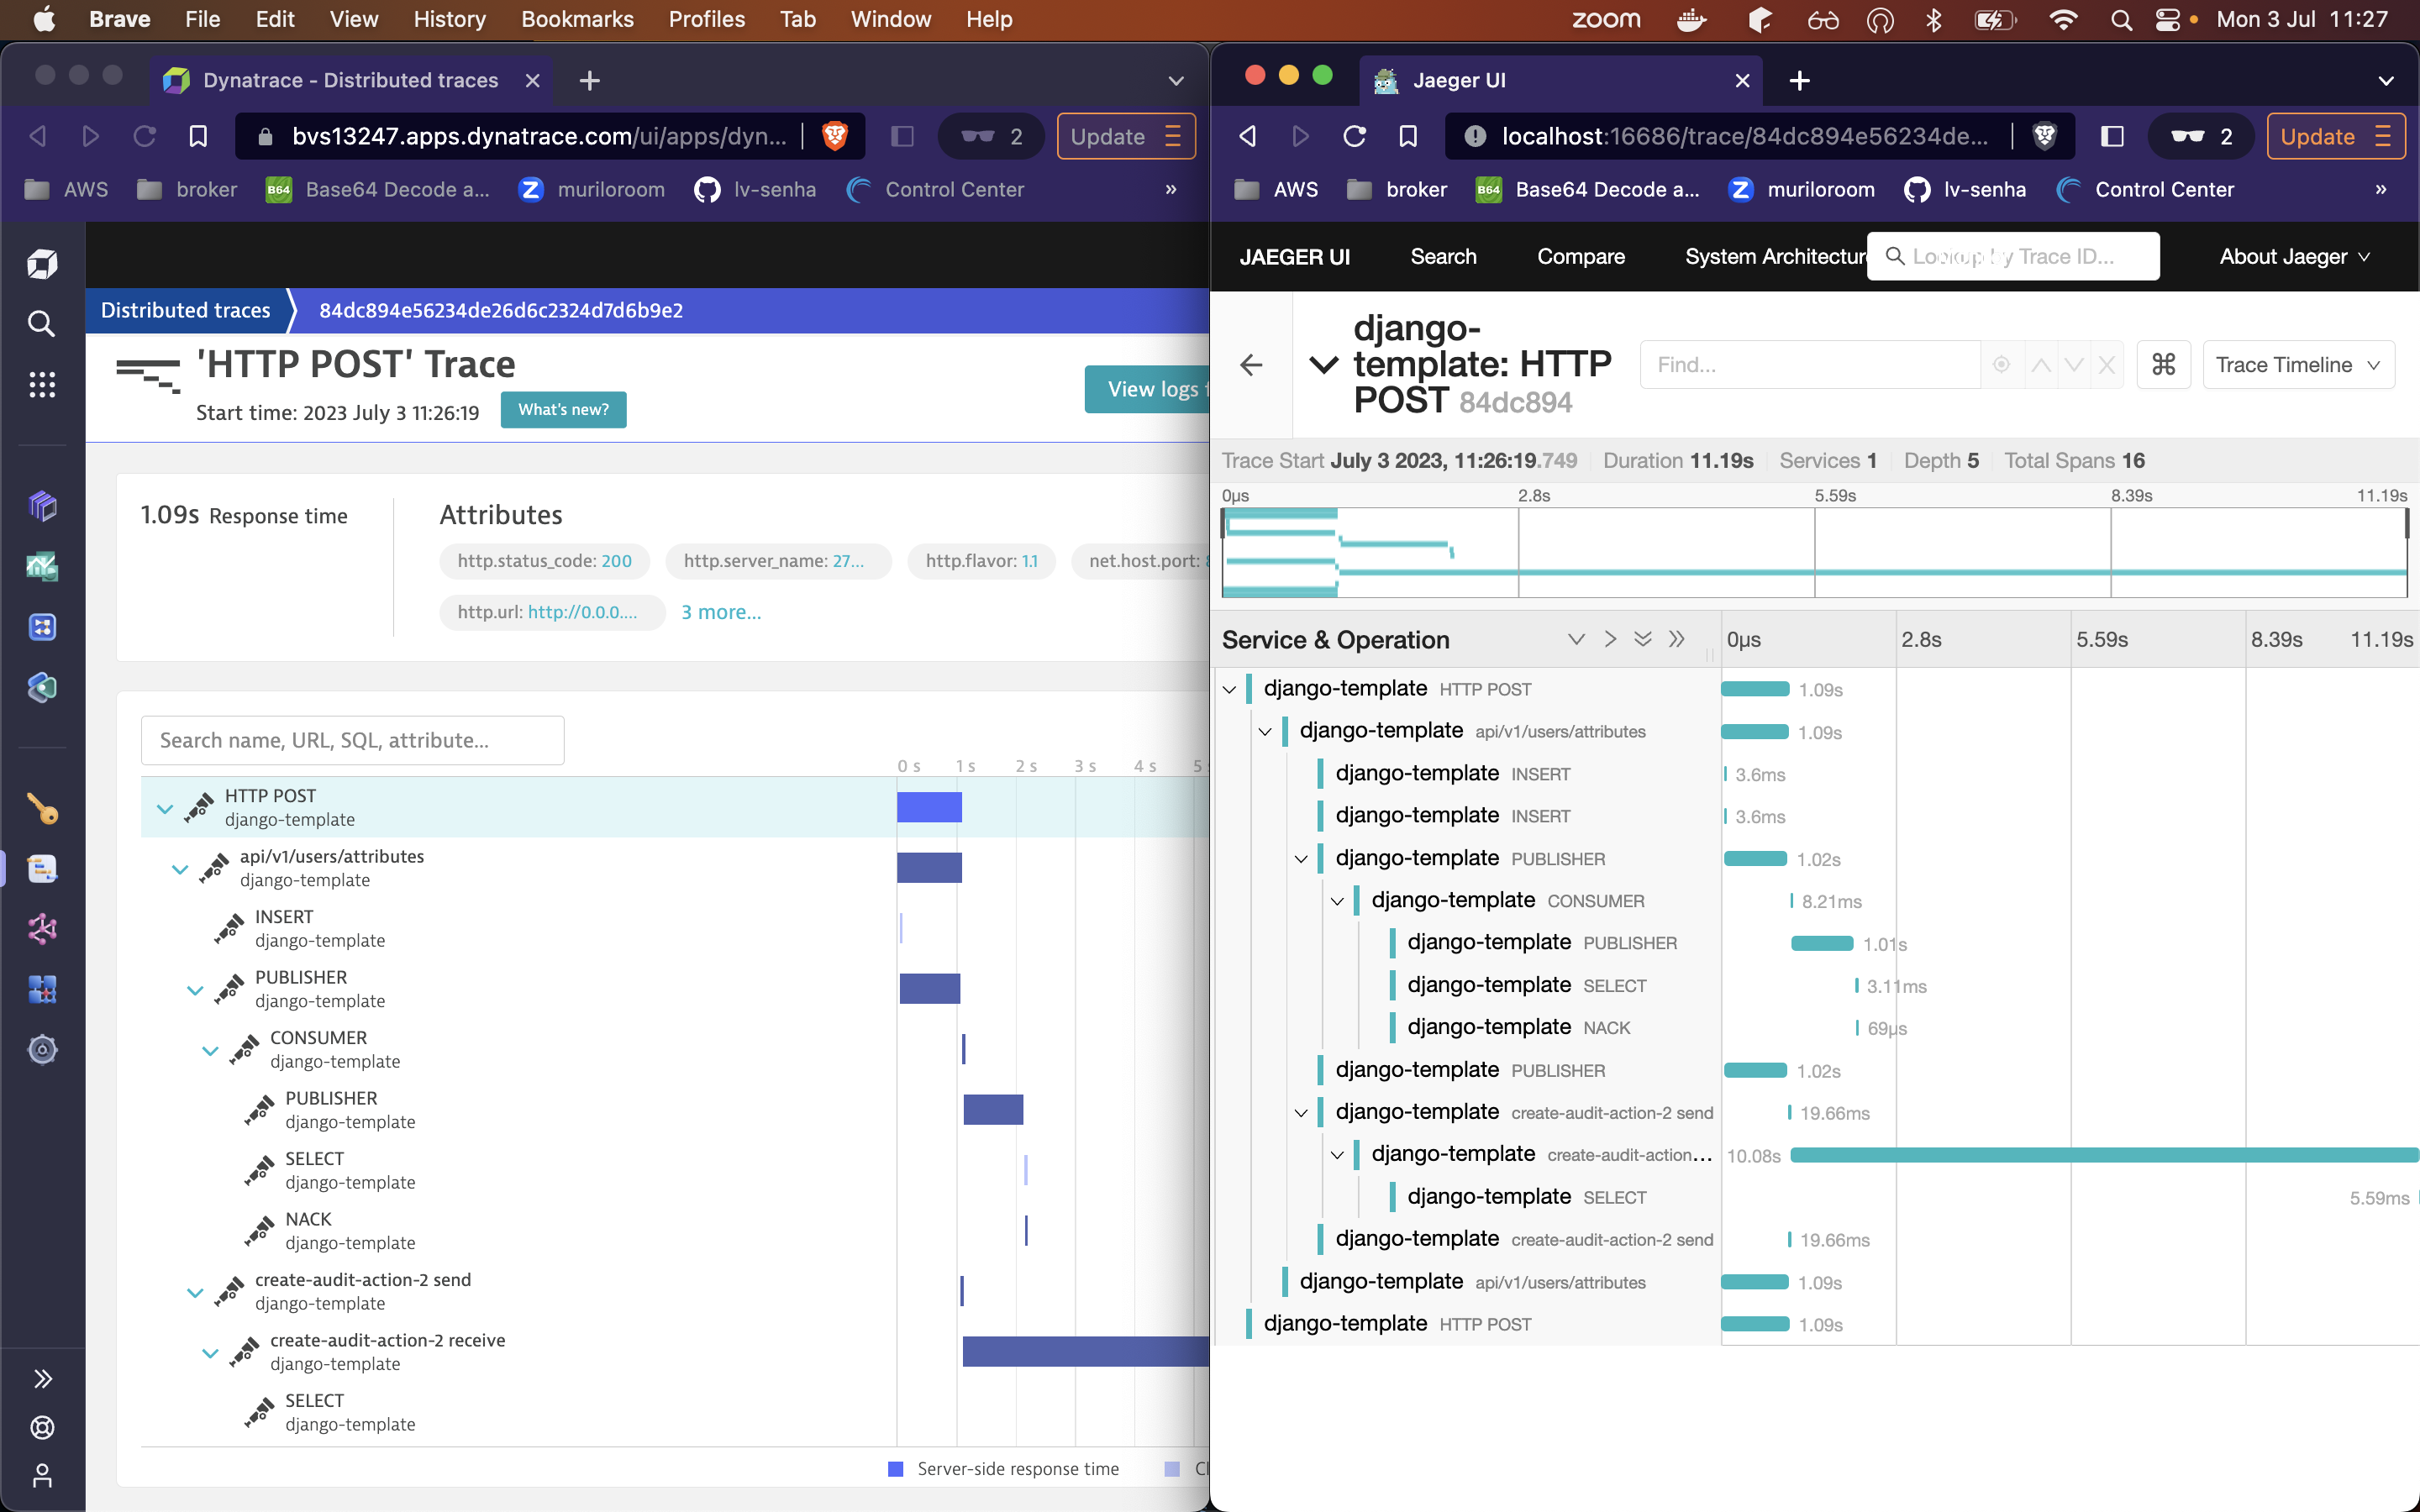 Brave File Edit View History Bookmarks Profiles Tab Window Help zoom Mon 3 Jul 11:27
Dynatrace - Distributed traces
bvs13247.apps.dynatrace.com/ui/apps/dyn... 2 Update
AWS broker B64 Base64 Decode a... Z muriloroom lv-senha Control Center »
Distributed traces 84dc894e56234de26d6c2324d7d6b9e2
'HTTP POST' Trace
Start time: 2023 July 3 11:26:19 What's new?
View logs
1.09s Response time
Attributes
http.status_code: 200 http.server_name: 27... http.flavor: 1.1 net.host.port:
http.url: http://0.0.0.... 3 more...
Search name, URL, SQL, attribute...
0 s 1 s 2 s 3 s 4 s 5
HTTP POST
django-template
api/v1/users/attributes
django-template
INSERT
django-template
PUBLISHER
django-template
CONSUMER
django-template
PUBLISHER
django-template
SELECT
django-template
NACK
django-template
create-audit-action-2 send
django-template
create-audit-action-2 receive
django-template
SELECT
django-template
Server-side response time
Jaeger UI
localhost:16686/trace/84dc894e56234de... 2 Update
AWS broker B64 Base64 Decode a... Z muriloroom lv-senha Control Center »
JAEGER UI Search Compare System Architecture Trace ID... About Jaeger
django-
template: HTTP
POST 84dc894
Find... ⌘ Trace Timeline
Trace Start July 3 2023, 11:26:19.749 Duration 11.19s Services 1 Depth 5 Total Spans 16
0μs 2.8s 5.59s 8.39s 11.19s
Service & Operation 0μs 2.8s 5.59s 8.39s 11.19s
django-template HTTP POST 1.09s
django-template api/v1/users/attributes 1.09s
django-template INSERT 3.6ms
django-template INSERT 3.6ms
django-template PUBLISHER 1.02s
django-template CONSUMER 8.21ms
django-template PUBLISHER 1.01s
django-template SELECT 3.11ms
django-template NACK 69μs
django-template PUBLISHER 1.02s
django-template create-audit-action-2 send 19.66ms
django-template create-audit-action... 10.08s
django-template SELECT 5.59ms
django-template create-audit-action-2 send 19.66ms
django-template api/v1/users/attributes 1.09s
django-template HTTP POST 1.09s